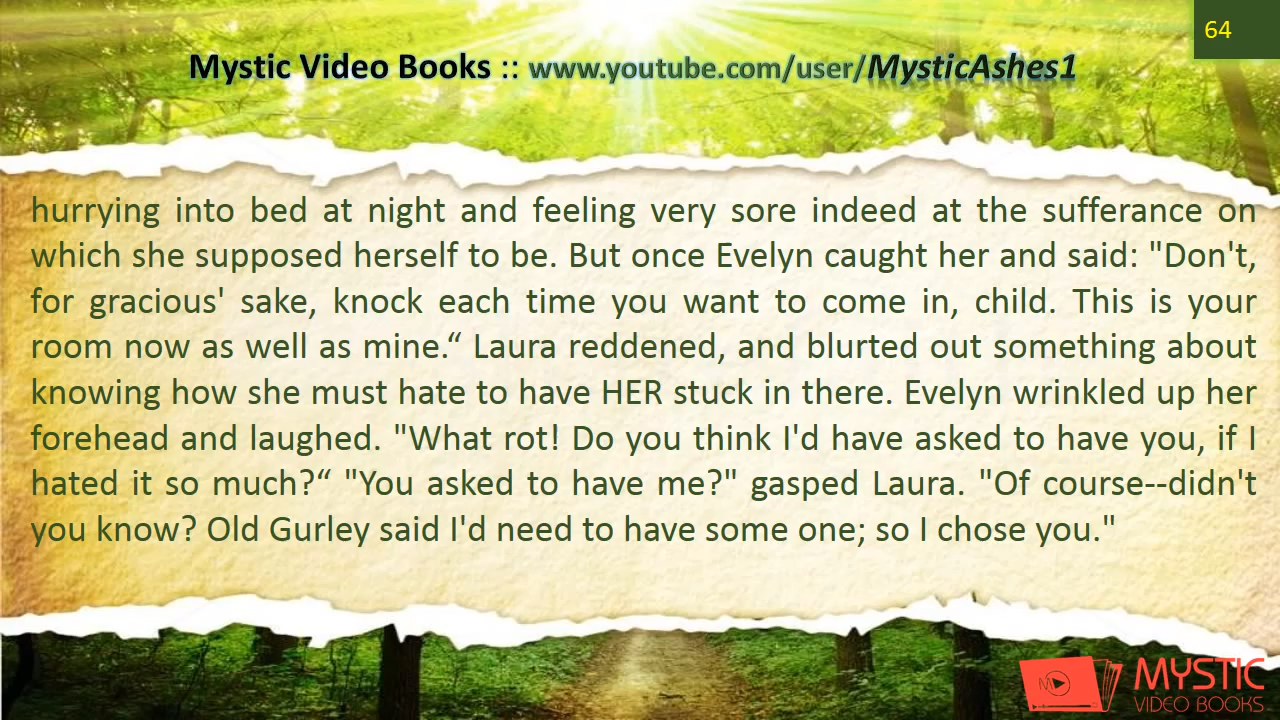 64
Mystic Video Books :: www.youtube.com/user/MysticAshes1
hurrying into bed at night and feeling very sore indeed at the sufferance on
which she supposed herself to be. But once Evelyn caught her and said: "Don't,
for gracious' sake, knock each time you want to come in, child. This is your
room now as well as mine.“ Laura reddened, and blurted out something about
knowing how she must hate to have HER stuck in there. Evelyn wrinkled up her
forehead and laughed. "What rot! Do you think I'd have asked to have you, if I
hated it so much?“ "You asked to have me?" gasped Laura. "Of course--didn't
you know? Old Gurley said I'd need to have some one; so I chose you."
MYSTIC
VIDEO BOOKS